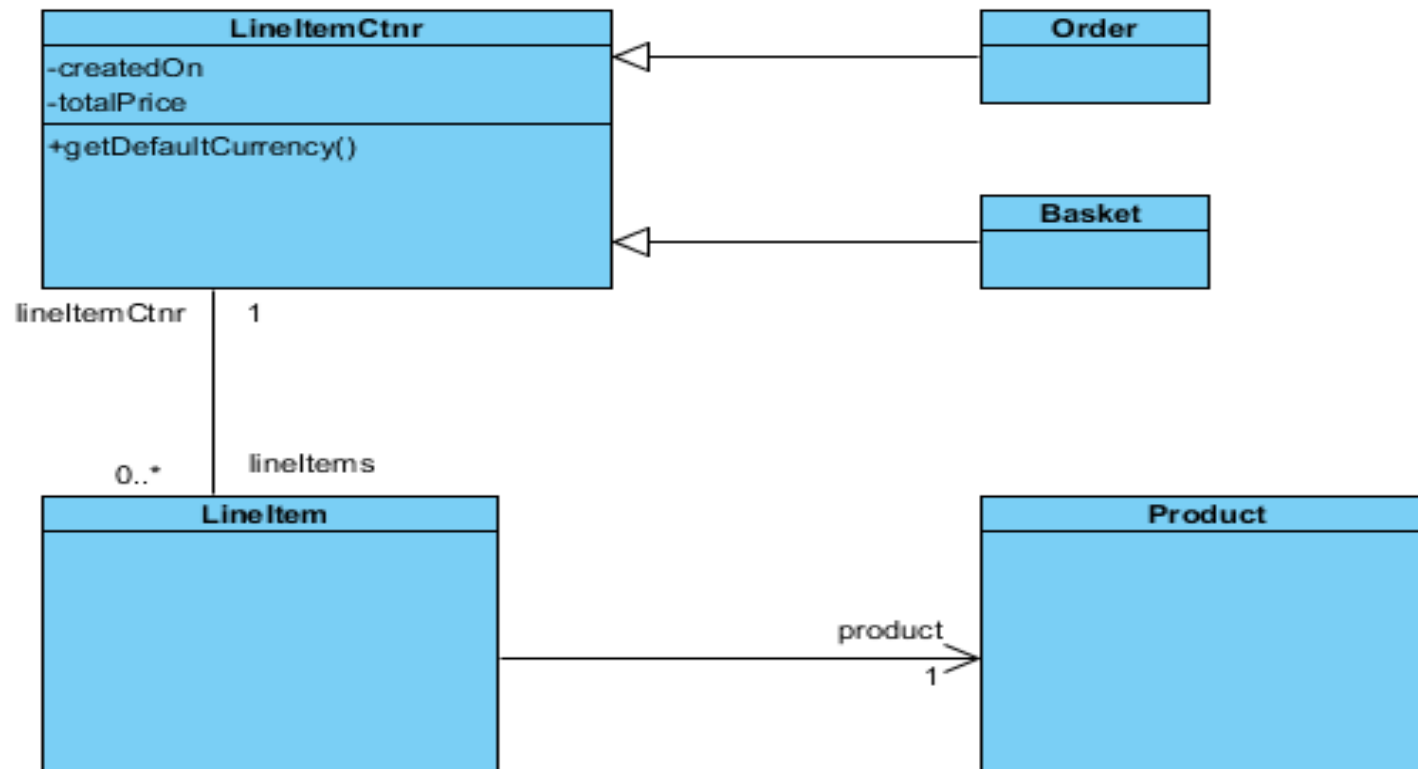 LineItemCtnr
-createdOn
-totalPrice
+getDefaultCurrency()
Order
Basket
lineItemCtnr 1
0..* lineItems
LineItem
Product
product
1